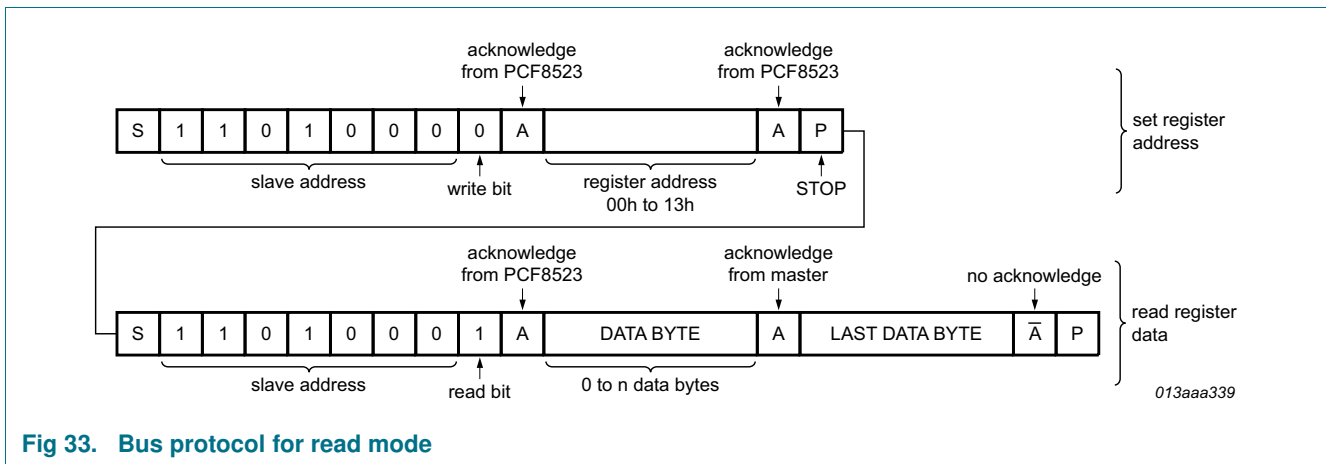 acknowledge acknowledge
from PCF8523 from PCF8523
S 1 1 0 1 0 0 0 0 A A P
set register
address
slave address write bit register address STOP
00h to 13h
acknowledge acknowledge
from PCF8523 from master no acknowledge
S 1 1 0 1 0 0 0 1 A DATA BYTE A LAST DATA BYTE A̅ P
read register
data
slave address read bit 0 to n data bytes
013aaa339
Fig 33. Bus protocol for read mode